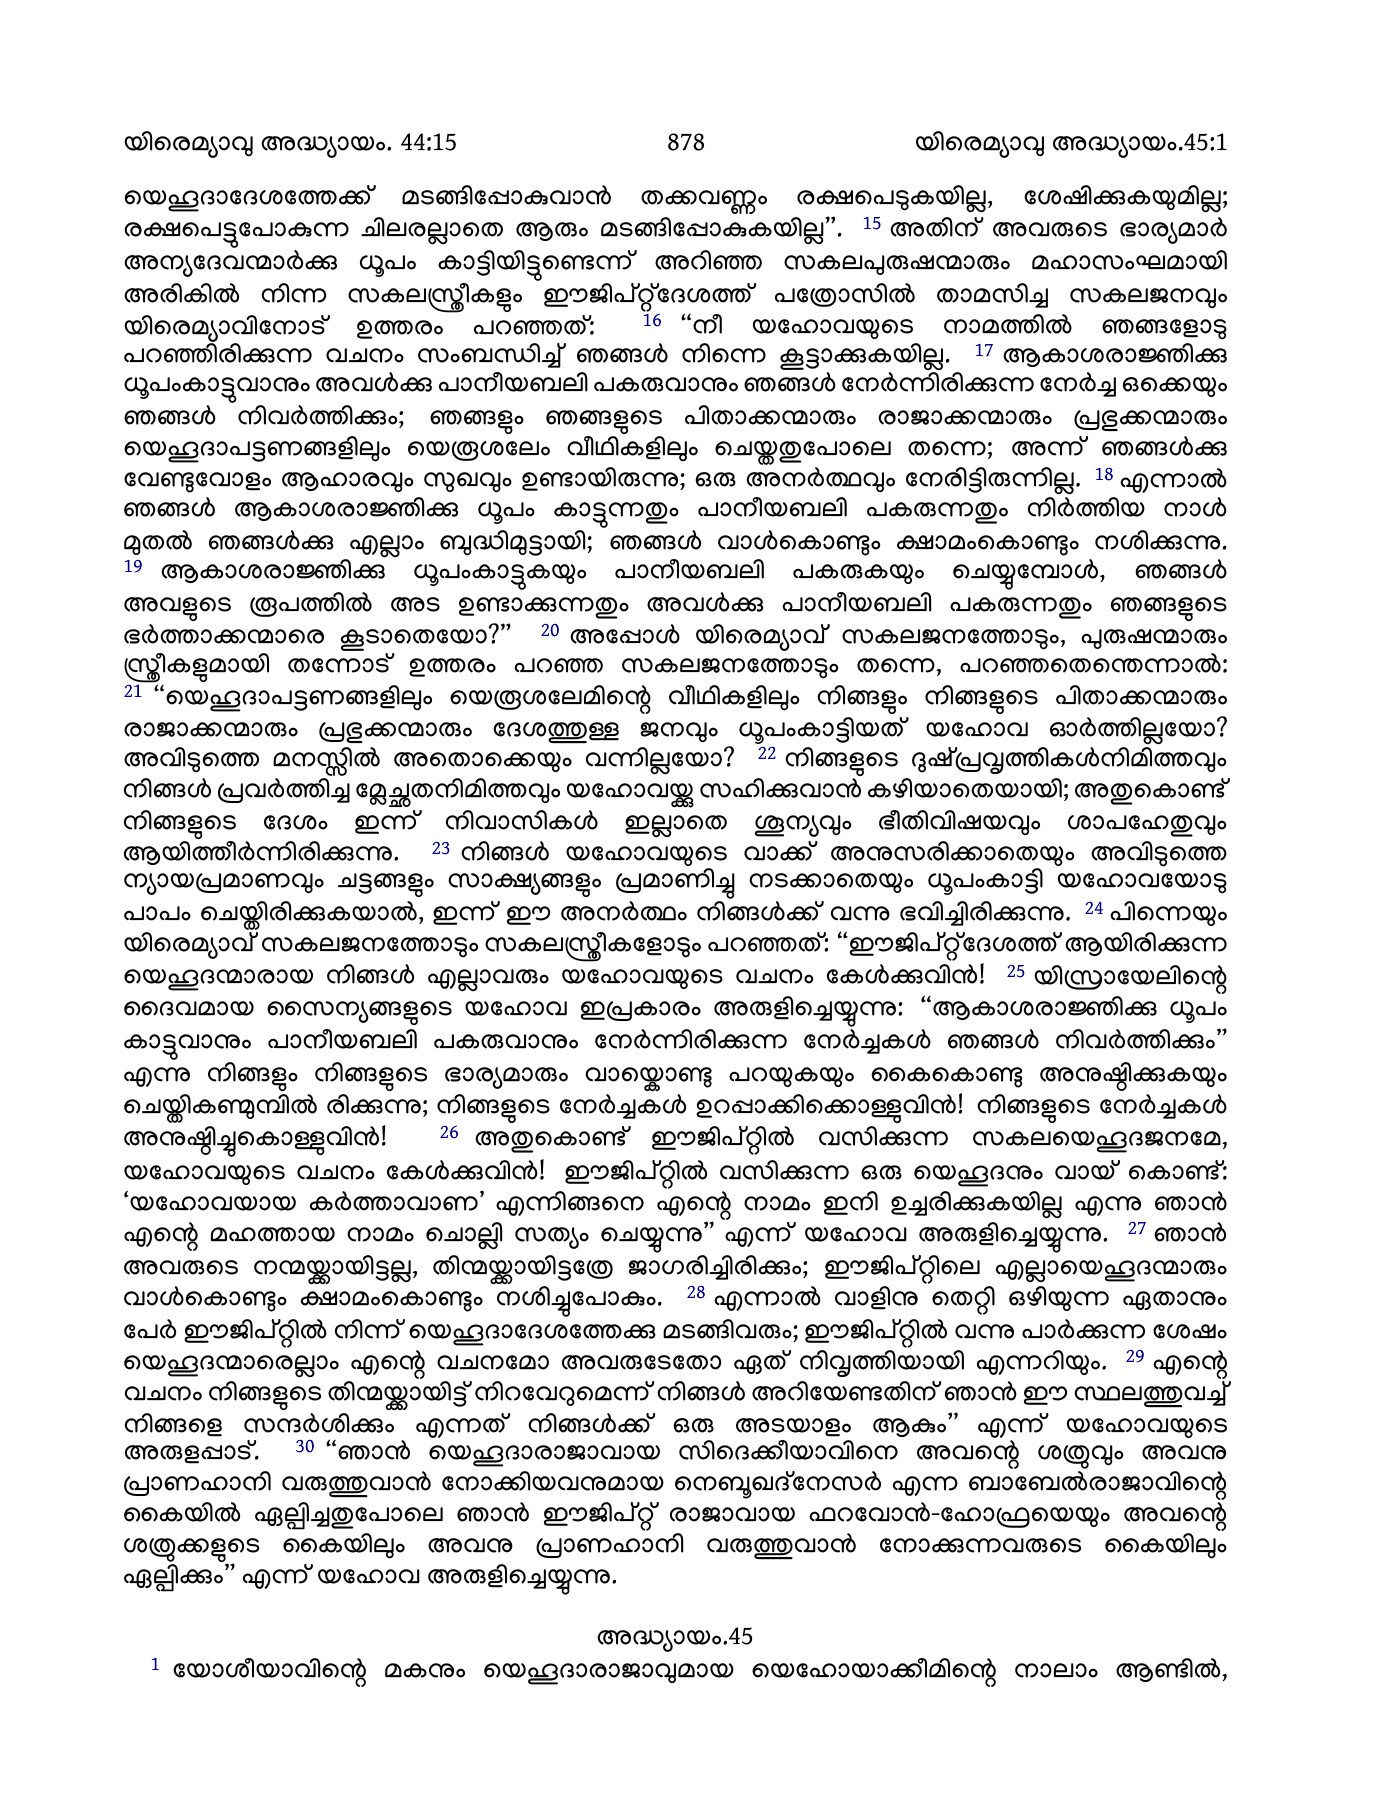 യിരെമ്യാവു അദ്ധ്യായം. 44:15 878 യിരെമ്യാവു അദ്ധ്യായം.45:1
യെഹൂദാദേശത്തേക്ക് മടങ്ങിപ്പോകുവാൻ തക്കവണ്ണം രക്ഷപെടുകയില്ല, ശേഷിക്കുകയുമില്ല;
രക്ഷപെട്ടുപോകുന്ന ചിലരല്ലാതെ ആരും മടങ്ങിപ്പോകുകയില്ല”. 15 അതിന് അവരുടെ ഭാര്യമാർ
അന്യദേവന്മാർക്കു ധൂപം കാട്ടിയിട്ടുണ്ടെന്ന് അറിഞ്ഞ സകലപുരുഷന്മാരും മഹാസംഘമായി
അരികിൽ നിന്ന സകലസ്ത്രീകളും ഈജിപ്റ്റ്ദേശത്ത് പത്രോസിൽ താമസിച്ച സകലജനവും
യിരെമ്യാവിനോട് ഉത്തരം പറഞ്ഞത്: 16 “നീ യഹോവയുടെ നാമത്തിൽ ഞങ്ങളോടു
പറഞ്ഞിരിക്കുന്ന വചനം സംബന്ധിച്ച് ഞങ്ങൾ നിന്നെ കൂട്ടാക്കുകയില്ല. 17 ആകാശരാജ്ഞിക്കു
ധൂപംകാട്ടുവാനും അവൾക്കു പാനീയബലി പകരുവാനും ഞങ്ങൾ നേർന്നിരിക്കുന്ന നേർച്ച ഒക്കെയും
ഞങ്ങൾ നിവർത്തിക്കും; ഞങ്ങളും ഞങ്ങളുടെ പിതാക്കന്മാരും രാജാക്കന്മാരും പ്രഭുക്കന്മാരും
യെഹൂദാപട്ടണങ്ങളിലും യെരൂശലേം വീഥികളിലും ചെയ്തതുപോലെ തന്നെ; അന്ന് ഞങ്ങൾക്കു
വേണ്ടുവോളം ആഹാരവും സുഖവും ഉണ്ടായിരുന്നു; ഒരു അനർത്ഥവും നേരിട്ടിരുന്നില്ല. 18 എന്നാൽ
ഞങ്ങൾ ആകാശരാജ്ഞിക്കു ധൂപം കാട്ടുന്നതും പാനീയബലി പകരുന്നതും നിർത്തിയ നാൾ
മുതൽ ഞങ്ങൾക്കു എല്ലാം ബുദ്ധിമുട്ടായി; ഞങ്ങൾ വാൾകൊണ്ടും ക്ഷാമംകൊണ്ടും നശിക്കുന്നു.
19 ആകാശരാജ്ഞിക്കു ധൂപംകാട്ടുകയും പാനീയബലി പകരുകയും ചെയ്യുമ്പോൾ, ഞങ്ങൾ
അവളുടെ രൂപത്തിൽ അട ഉണ്ടാക്കുന്നതും അവൾക്കു പാനീയബലി പകരുന്നതും ഞങ്ങളുടെ
ഭർത്താക്കന്മാരെ കൂടാതെയോ?” 20 അപ്പോൾ യിരെമ്യാവ് സകലജനത്തോടും, പുരുഷന്മാരും
സ്ത്രീകളുമായി തന്നോട് ഉത്തരം പറഞ്ഞ സകലജനത്തോടും തന്നെ, പറഞ്ഞതെന്തെന്നാൽ:
21 “യെഹൂദാപട്ടണങ്ങളിലും യെരൂശലേമിന്റെ വീഥികളിലും നിങ്ങളും നിങ്ങളുടെ പിതാക്കന്മാരും
രാജാക്കന്മാരും പ്രഭുക്കന്മാരും ദേശത്തുള്ള ജനവും ധൂപംകാട്ടിയത് യഹോവ ഓർത്തില്ലയോ?
അവിടുത്തെ മനസ്സിൽ അതൊക്കെയും വന്നില്ലയോ? 22 നിങ്ങളുടെ ദുഷ്‌പ്രവൃത്തികൾനിമിത്തവും
നിങ്ങൾ പ്രവർത്തിച്ച മ്ലേച്ഛതനിമിത്തവും യഹോവയ്ക്കു സഹിക്കുവാൻ കഴിയാതെയായി; അതുകൊണ്ട്
നിങ്ങളുടെ ദേശം ഇന്ന് നിവാസികൾ ഇല്ലാതെ ശൂന്യവും ഭീതിവിഷയവും ശാപഹേതുവും
ആയിത്തീർന്നിരിക്കുന്നു. 23 നിങ്ങൾ യഹോവയുടെ വാക്ക് അനുസരിക്കാതെയും അവിടുത്തെ
ന്യായപ്രമാണവും ചട്ടങ്ങളും സാക്ഷ്യങ്ങളും പ്രമാണിച്ചു നടക്കാതെയും ധൂപംകാട്ടി യഹോവയോടു
പാപം ചെയ്തിരിക്കുകയാൽ, ഇന്ന് ഈ അനർത്ഥം നിങ്ങൾക്ക് വന്നു ഭവിച്ചിരിക്കുന്നു. 24 പിന്നെയും
യിരെമ്യാവ് സകലജനത്തോടും സകലസ്ത്രീകളോടും പറഞ്ഞത്: “ഈജിപ്റ്റ്ദേശത്ത് ആയിരിക്കുന്ന
യെഹൂദന്മാരായ നിങ്ങൾ എല്ലാവരും യഹോവയുടെ വചനം കേൾക്കുവിൻ! 25 യിസ്രായേലിന്റെ
ദൈവമായ സൈന്യങ്ങളുടെ യഹോവ ഇപ്രകാരം അരുളിച്ചെയ്യുന്നു: “ആകാശരാജ്ഞിക്കു ധൂപം
കാട്ടുവാനും പാനീയബലി പകരുവാനും നേർന്നിരിക്കുന്ന നേർച്ചകൾ ഞങ്ങൾ നിവർത്തിക്കും”
എന്നു നിങ്ങളും നിങ്ങളുടെ ഭാര്യമാരും വായ്കൊണ്ടു പറയുകയും കൈകൊണ്ടു അനുഷ്ഠിക്കുകയും
ചെയ്തികണ്മുമ്പിൽ രിക്കുന്നു; നിങ്ങളുടെ നേർച്ചകൾ ഉറപ്പാക്കിക്കൊള്ളുവിൻ! നിങ്ങളുടെ നേർച്ചകൾ
അനുഷ്ഠിച്ചുകൊള്ളുവിൻ! 26 അതുകൊണ്ട് ഈജിപ്റ്റിൽ വസിക്കുന്ന സകലയെഹൂദജനമേ,
യഹോവയുടെ വചനം കേൾക്കുവിൻ! ഈജിപ്റ്റിൽ വസിക്കുന്ന ഒരു യെഹൂദനും വായ് കൊണ്ട്:
‘യഹോവയായ കർത്താവാണ’ എന്നിങ്ങനെ എന്റെ നാമം ഇനി ഉച്ചരിക്കുകയില്ല എന്നു ഞാൻ
എന്റെ മഹത്തായ നാമം ചൊല്ലി സത്യം ചെയ്യുന്നു” എന്ന് യഹോവ അരുളിച്ചെയ്യുന്നു. 27 ഞാൻ
അവരുടെ നന്മയ്ക്കായിട്ടല്ല, തിന്മയ്ക്കായിട്ടത്രേ ജാഗരിച്ചിരിക്കും; ഈജിപ്റ്റിലെ എല്ലായെഹൂദന്മാരും
വാൾകൊണ്ടും ക്ഷാമംകൊണ്ടും നശിച്ചുപോകും. 28 എന്നാൽ വാളിനു തെറ്റി ഒഴിയുന്ന ഏതാനും
പേർ ഈജിപ്റ്റിൽ നിന്ന് യെഹൂദാദേശത്തേക്കു മടങ്ങിവരും; ഈജിപ്റ്റിൽ വന്നു പാർക്കുന്ന ശേഷം
യെഹൂദന്മാരെല്ലാം എന്റെ വചനമോ അവരുടേതോ ഏത് നിവൃത്തിയായി എന്നറിയും. 29 എന്റെ
വചനം നിങ്ങളുടെ തിന്മയ്ക്കായിട്ട് നിറവേറുമെന്ന് നിങ്ങൾ അറിയേണ്ടതിന് ഞാൻ ഈ സ്ഥലത്തുവച്ച്
നിങ്ങളെ സന്ദർശിക്കും എന്നത് നിങ്ങൾക്ക് ഒരു അടയാളം ആകും” എന്ന് യഹോവയുടെ
അരുളപ്പാട്. 30 “ഞാൻ യെഹൂദാരാജാവായ സിദെക്കീയാവിനെ അവന്റെ ശത്രുവും അവനു
പ്രാണഹാനി വരുത്തുവാൻ നോക്കിയവനുമായ നെബൂഖദ്നേസർ എന്ന ബാബേൽരാജാവിന്റെ
കൈയിൽ ഏല്പിച്ചതുപോലെ ഞാൻ ഈജിപ്റ്റ് രാജാവായ ഫറവോൻ-ഹോഫ്രയെയും അവന്റെ
ശത്രുക്കളുടെ കൈയിലും അവനു പ്രാണഹാനി വരുത്തുവാൻ നോക്കുന്നവരുടെ കൈയിലും
ഏല്പിക്കും” എന്ന് യഹോവ അരുളിച്ചെയ്യുന്നു.
അദ്ധ്യായം.45
1 യോശീയാവിന്റെ മകനും യെഹൂദാരാജാവുമായ യെഹോയാക്കീമിന്റെ നാലാം ആണ്ടിൽ,